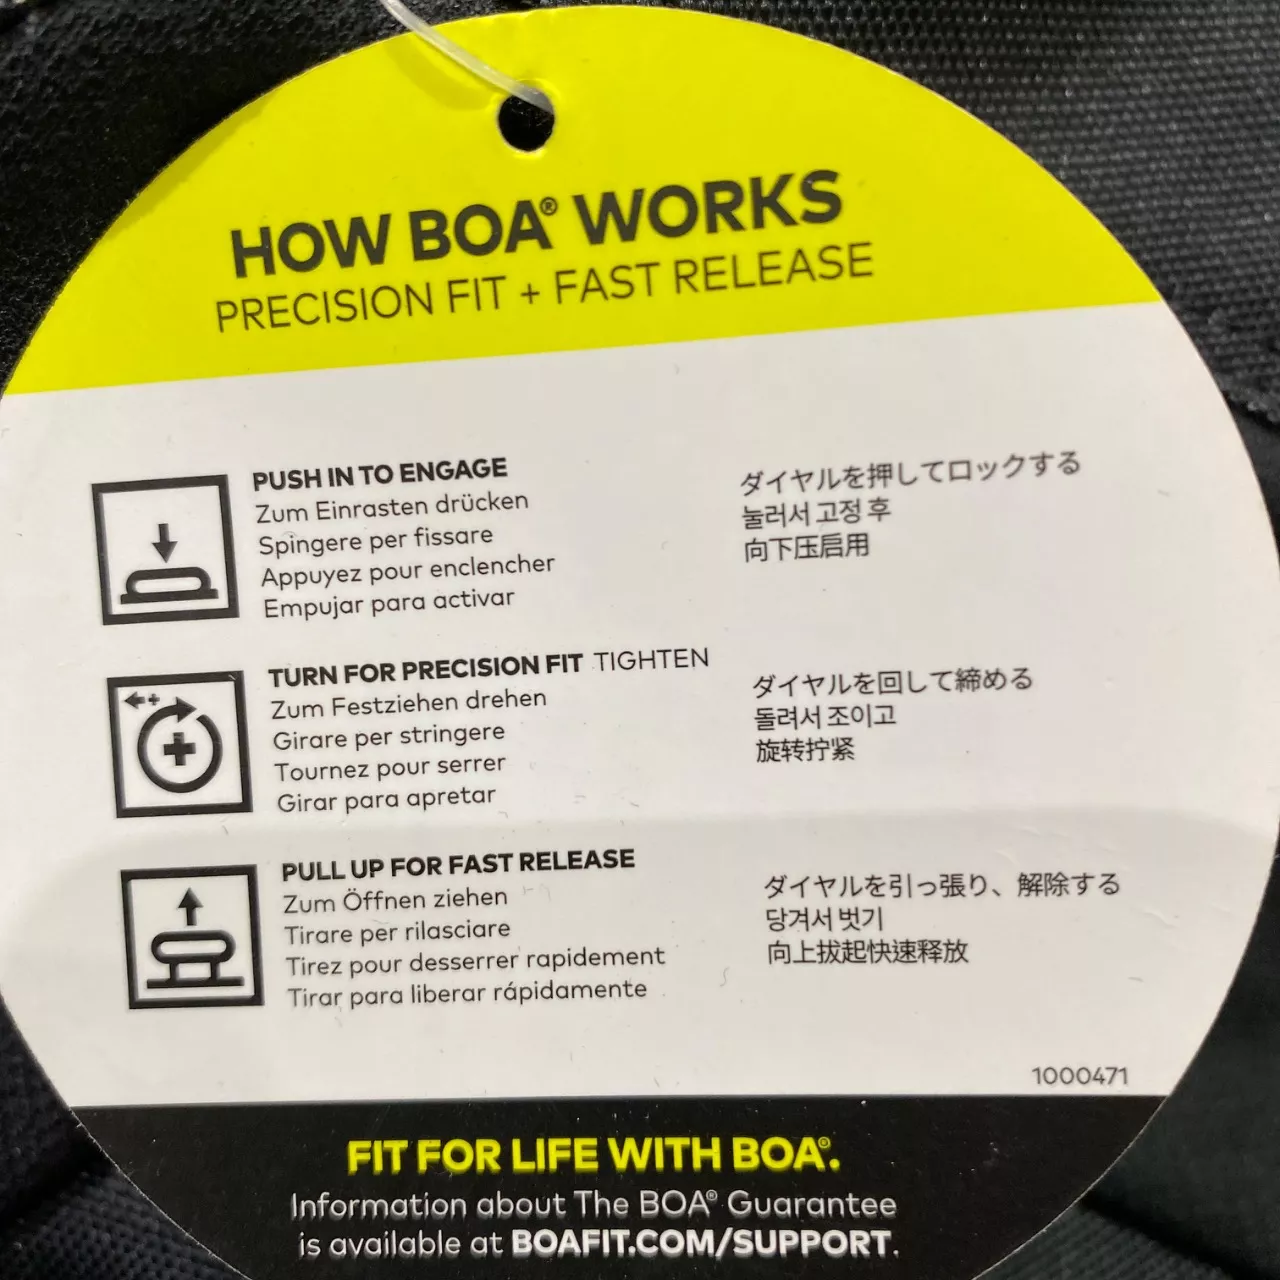 HOW BOA® WORKS
PRECISION FIT + FAST RELEASE
PUSH IN TO ENGAGE
Zum Einrasten drücken
Spingere per fissare
Appuyez pour enclencher
Empujar para activar
ダイヤルを押してロックする
눌러서 고정 후
向下压启用
TURN FOR PRECISION FIT TIGHTEN
Zum Festziehen drehen
Girare per stringere
Tournez pour serrer
Girar para apretar
ダイヤルを回して締める
돌려서 조이고
旋转拧紧
PULL UP FOR FAST RELEASE
Zum Öffnen ziehen
Tirare per rilasciare
Tirez pour desserrer rapidement
Tirar para liberar rápidamente
ダイヤルを引っ張り、解除する
당겨서 벗기
向上拔起快速释放
1000471
FIT FOR LIFE WITH BOA®.
Information about The BOA® Guarantee
is available at BOAFIT.COM/SUPPORT.